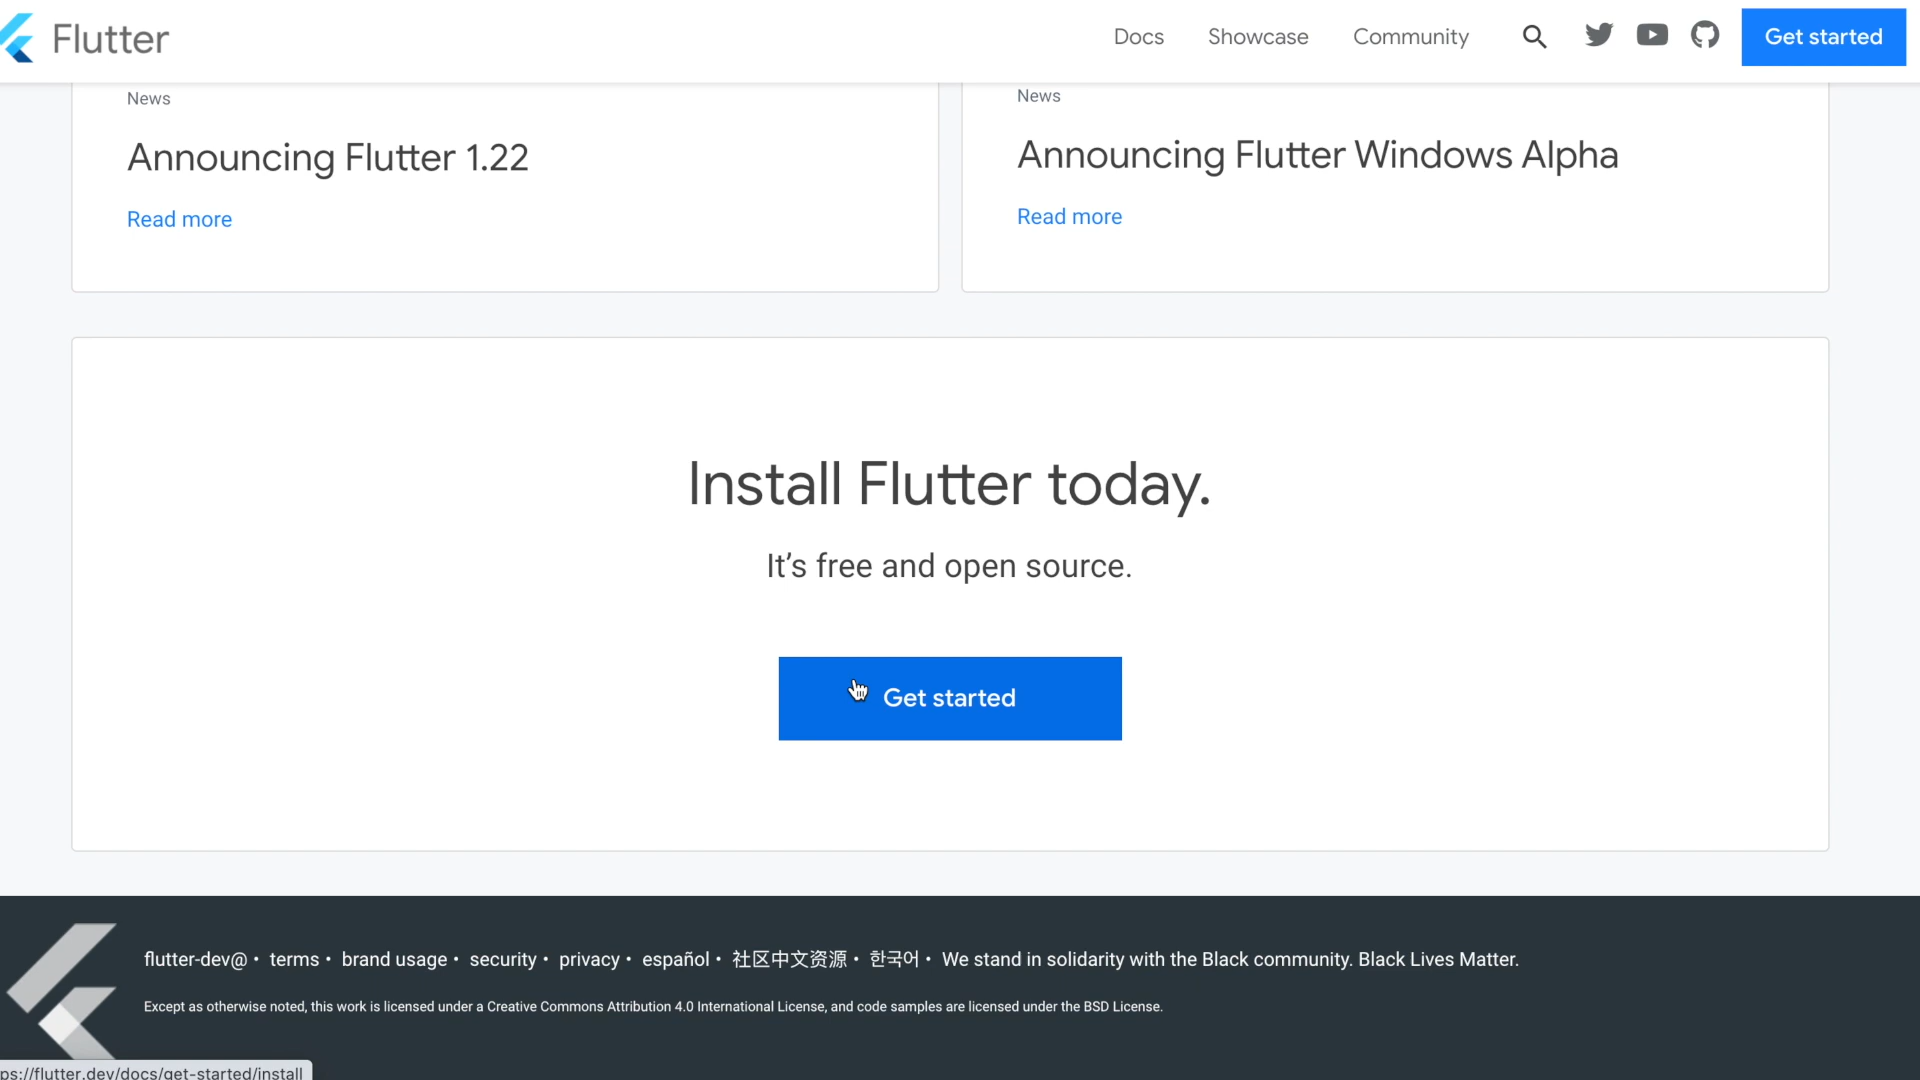 Flutter
Docs Showcase Community Get started
News
Announcing Flutter 1.22
Read more
News
Announcing Flutter Windows Alpha
Read more
Install Flutter today.
It’s free and open source.
Get started
flutter-dev@ • terms • brand usage • security • privacy • español • 社区中文资源 • 한국어 • We stand in solidarity with the Black community. Black Lives Matter.
Except as otherwise noted, this work is licensed under a Creative Commons Attribution 4.0 International License, and code samples are licensed under the BSD License.
ps://flutter.dev/docs/get-started/install